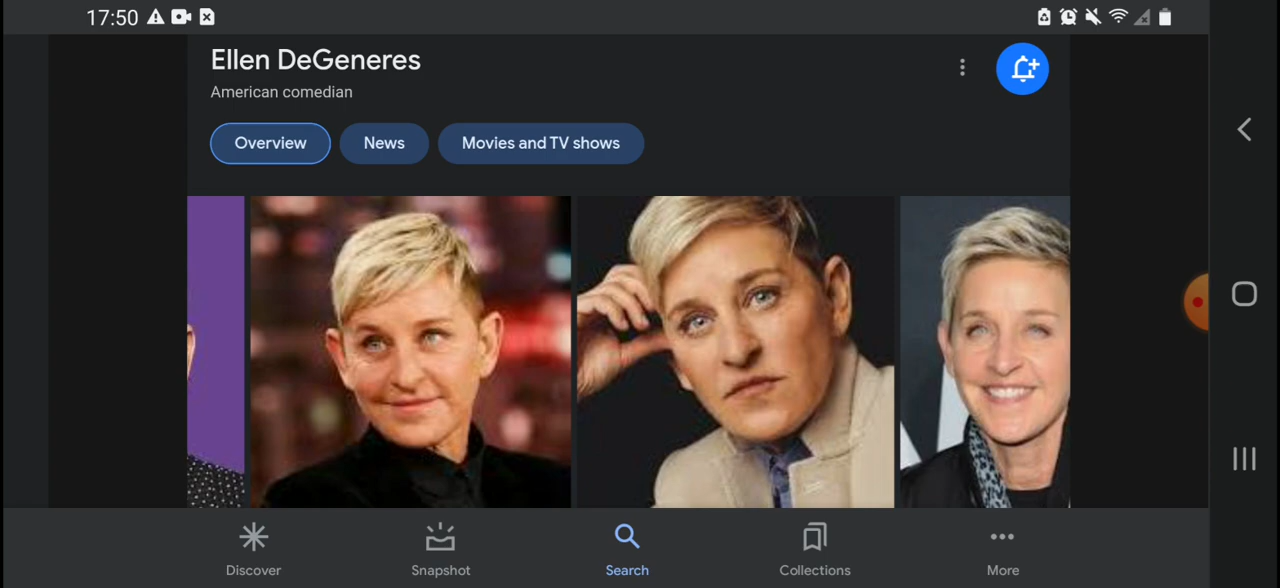 17:50
Ellen DeGeneres
American comedian
Overview News Movies and TV shows
Discover Snapshot Search Collections More